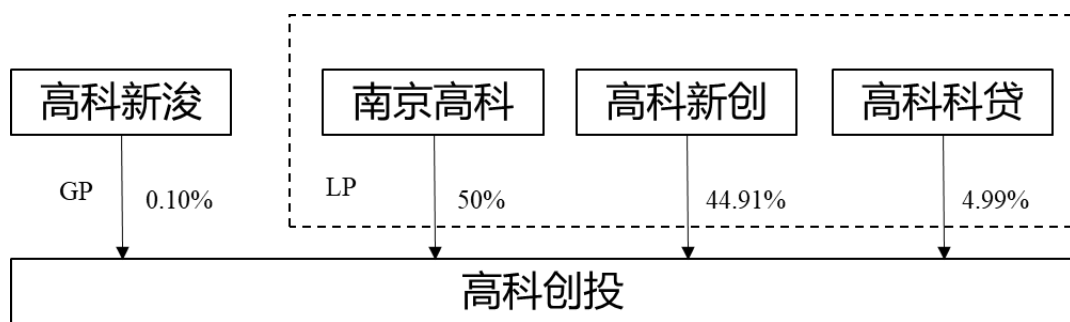 高科新浚
南京高科
高科新创
高科科贷
GP
0.10%
LP
50%
44.91%
4.99%
高科创投